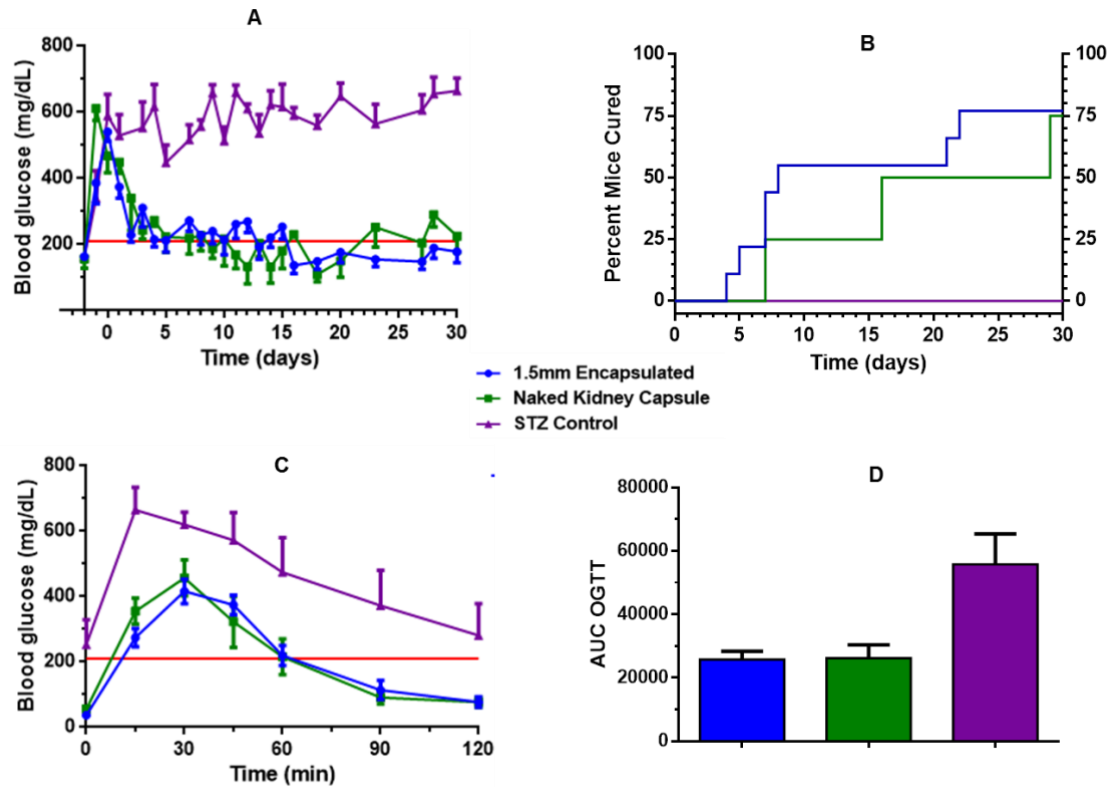 A
800
600
400
200
Blood glucose (mg/dL)
0 5 10 15 20 25 30
Time (days)
B
100 100
75 75
50 50
25 25
0 0
Percent Mice Cured
0 5 10 15 20 25 30
Time (days)
1.5mm Encapsulated
Naked Kidney Capsule
STZ Control
C
800
600
400
200
0
Blood glucose (mg/dL)
0 30 60 90 120
Time (min)
D
80000
60000
40000
20000
0
AUC OGTT